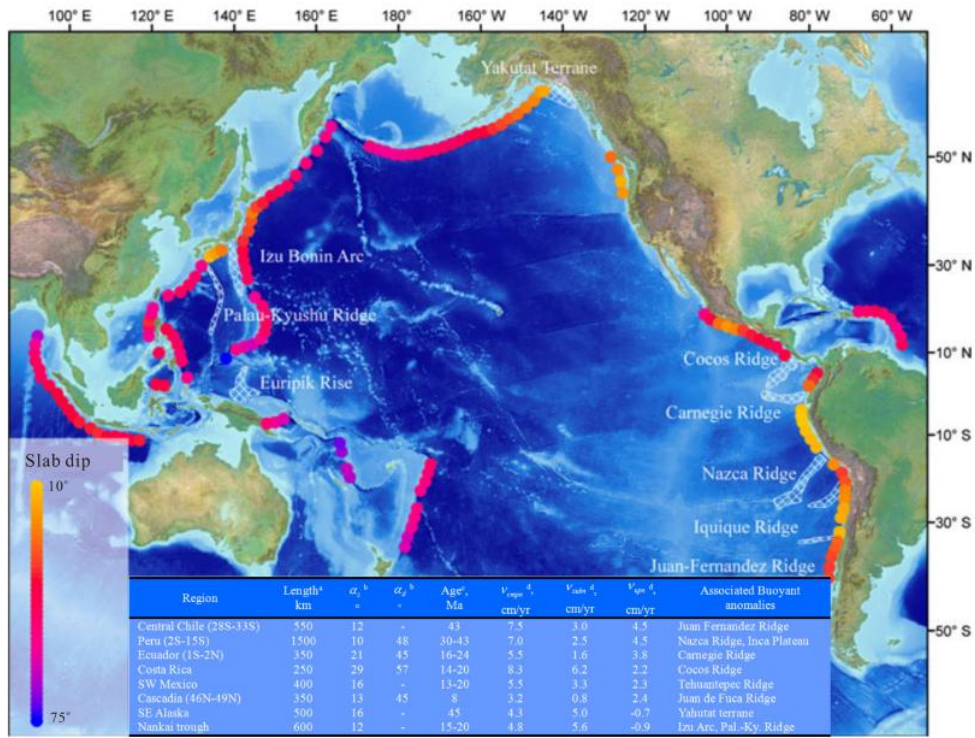 100° E 120° E 140° E 160° E 180° 160° W 140° W 120° W 100° W 80° W 60° W
Yakutat Terrane
50° N
Izu Bonin Arc
30° N
Palau-Kyushu Ridge
Cocos Ridge
10° N
Euripik Rise
Carnegie Ridge
10° S
Slab dip
10°
75°
Nazca Ridge
Iquique Ridge
30° S
Juan-Fernandez Ridge
50° S
Region Lengthᵃ km αₛ ᵇ ° α_d ᵇ ° Ageᶜ, Ma cm/yr cm/yr cm/yr Associated Buoyant anomalies
Central Chile (28S-33S) 550 12 - 43 7.5 3.0 4.5 Juan Fernandez Ridge
Peru (2S-15S) 1500 10 48 30-43 7.0 2.5 4.5 Nazca Ridge, Inca Plateau
Ecuador (1S-2N) 350 21 45 16-24 5.5 1.6 3.8 Carnegie Ridge
Costa Rica 250 29 57 14-20 8.3 6.2 2.2 Cocos Ridge
SW Mexico 400 16 - 13-20 5.5 3.3 2.3 Tehuantepec Ridge
Cascadia (46N-49N) 350 13 45 8 3.2 0.8 2.4 Juan de Fuca Ridge
SE Alaska 500 16 - 45 4.3 5.0 -0.7 Yahutat terrane
Nankai trough 600 12 - 15-20 4.8 5.6 -0.9 Izu Arc, Pal.-Ky. Ridge